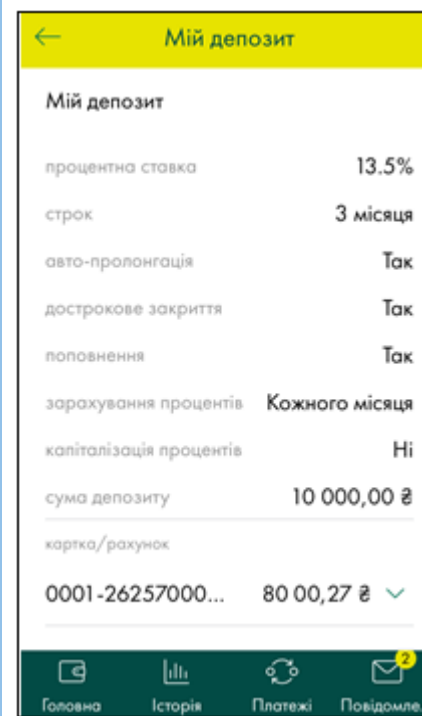 Мій депозит
Мій депозит
процентна ставка 13.5%
строк 3 місяця
авто-пролонгація Так
дострокове закриття Так
поповнення Так
зарахування процентів Кожного місяця
капіталізація процентів Ні
сума депозиту 10 000,00 ₴
картка/рахунок
0001-26257000... 80 00,27 ₴
2
Головна Історія Платежі Повідомле.